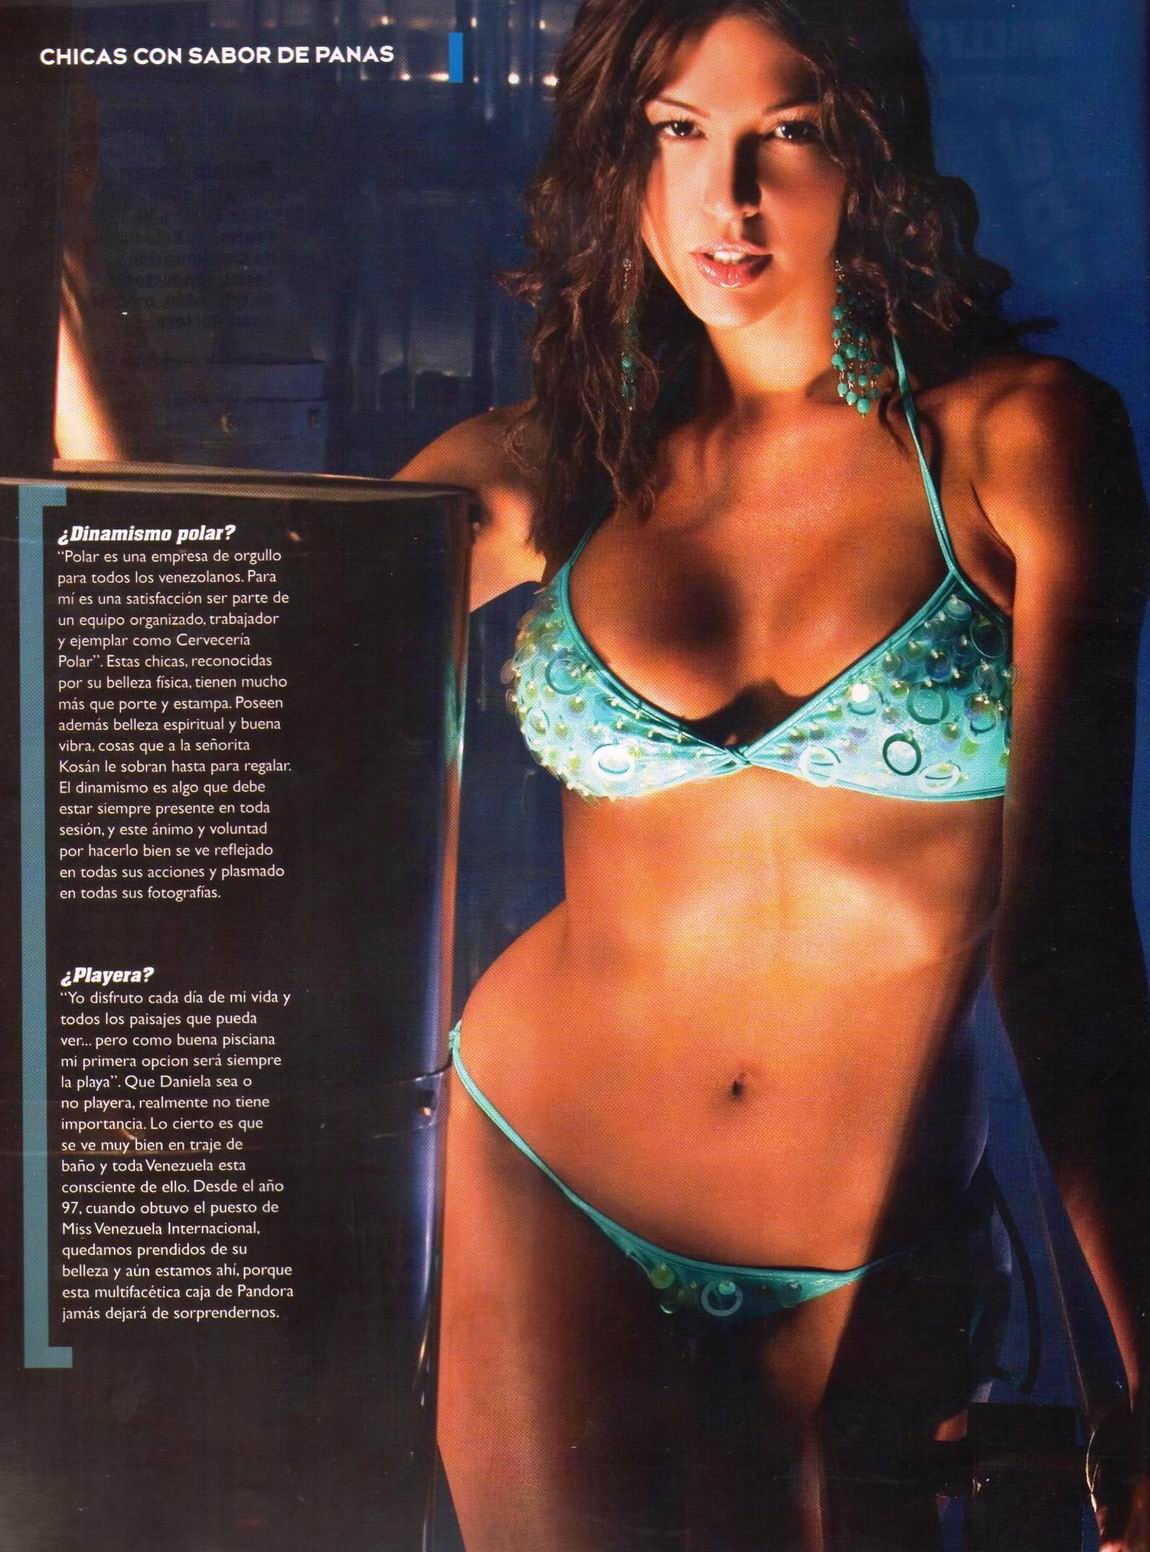 CHICAS CON SABOR DE PANAS
¿Dinamismo polar?
“Polar es una empresa de orgullo
para todos los venezolanos. Para
mí es una satisfacción ser parte de
un equipo organizado, trabajador
y ejemplar como Cervecería
Polar”. Estas chicas, reconocidas
por su belleza física, tienen mucho
más que porte y estampa. Poseen
además belleza espiritual y buena
vibra, cosas que a la señorita
Kosán le sobran hasta para regalar.
El dinamismo es algo que debe
estar siempre presente en toda
sesión, y este ánimo y voluntad
por hacerlo bien se ve reflejado
en todas sus acciones y plasmado
en todas sus fotografías.
¿Playera?
“Yo disfruto cada día de mi vida y
todos los paisajes que pueda
ver... pero como buena pisciana
mi primera opcion será siempre
la playa”. Que Daniela sea o
no playera, realmente no tiene
importancia. Lo cierto es que
se ve muy bien en traje de
baño y toda Venezuela esta
consciente de ello. Desde el año
97, cuando obtuvo el puesto de
Miss Venezuela Internacional,
quedamos prendidos de su
belleza y aún estamos ahí, porque
esta multifacética caja de Pandora
jamás dejará de sorprendernos.